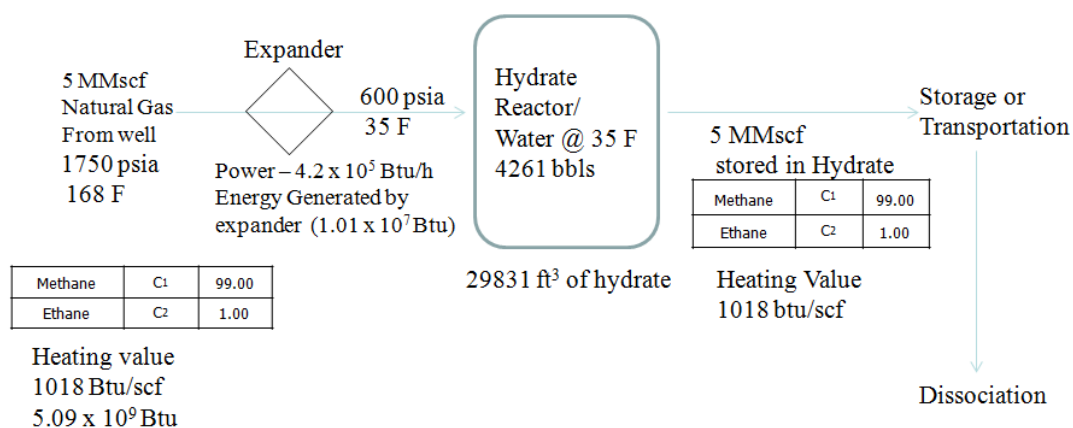 Expander
5 MMscf
Natural Gas
From well
1750 psia
168 F
600 psia
35 F
Power – 4.2 x 10⁵ Btu/h
Energy Generated by
expander (1.01 x 10⁷ Btu)
Hydrate
Reactor/
Water @ 35 F
4261 bbls
29831 ft³ of hydrate
5 MMscf
stored in Hydrate
Methane C1 99.00
Ethane C2 1.00
Heating Value
1018 btu/scf
Storage or
Transportation
Dissociation
Methane C1 99.00
Ethane C2 1.00
Heating value
1018 Btu/scf
5.09 x 10⁹ Btu